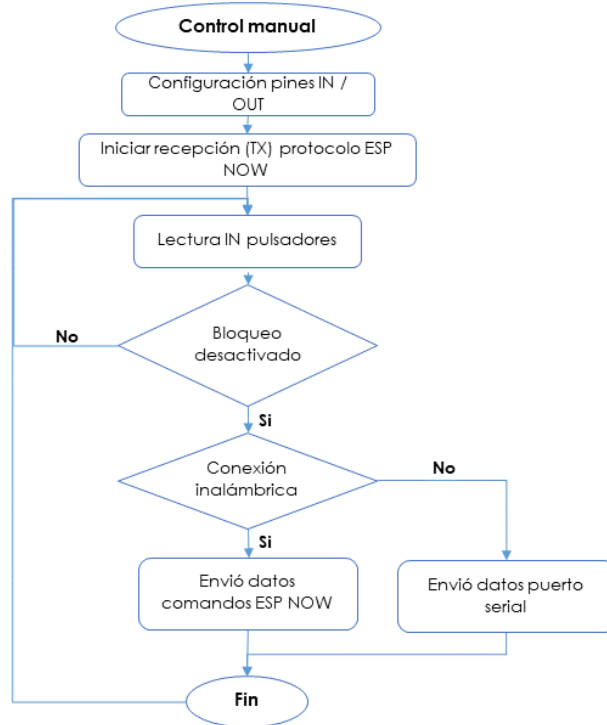 Control manual
Configuración pines IN /
OUT
Iniciar recepción (TX) protocolo ESP
NOW
Lectura IN pulsadores
No
Bloqueo
desactivado
Si
Conexión
inalámbrica
No
Si
Envió datos
comandos ESP NOW
Envió datos puerto
serial
Fin